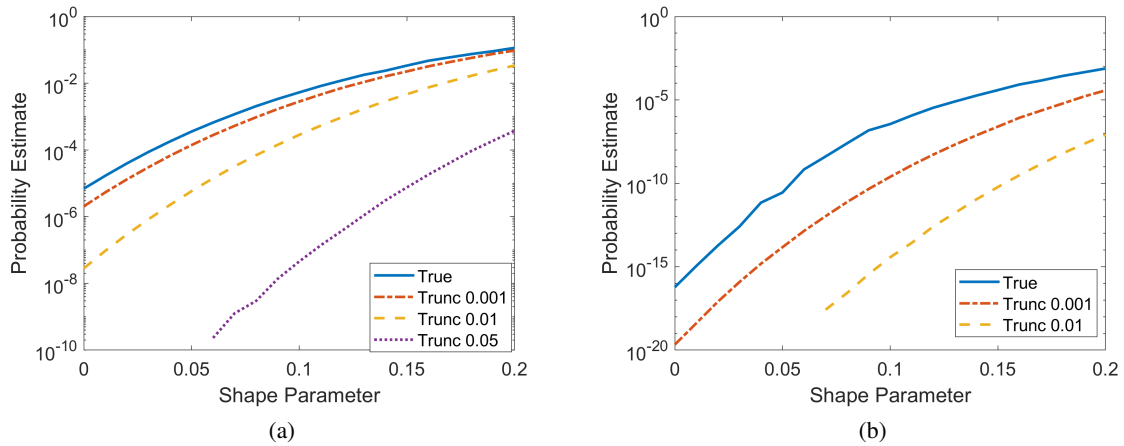 10^0
10^-2
10^-4
10^-6
10^-8
10^-10
Probability Estimate
0 0.05 0.1 0.15 0.2
Shape Parameter
True
Trunc 0.001
Trunc 0.01
Trunc 0.05
(a)
10^0
10^-5
10^-10
10^-15
10^-20
Probability Estimate
0 0.05 0.1 0.15 0.2
Shape Parameter
True
Trunc 0.001
Trunc 0.01
(b)